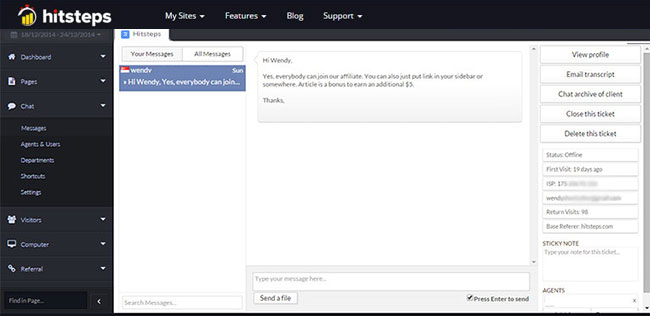 hitsteps
My Sites
Features
Blog
Support
18/12/2014 - 24/12/2014
Hitsteps
Dashboard
Pages
Chat
Messages
Agents & Users
Departments
Shortcuts
Settings
Visitors
Computer
Referral
Find in Page...
Your Messages
All Messages
wendy
Sun
» Hi Wendy, Yes, everybody can join...
Search Messages...
Hi Wendy,
Yes, everybody can join our affiliate. You can also just put link in your sidebar or
somewhere. Article is a bonus to earn an additional $5.
Thanks,
Type your message here...
Send a file
Press Enter to send
View profile
Email transcript
Chat archive of client
Close this ticket
Delete this ticket
Status: Offline
First Visit: 19 days ago
ISP: 175
wendy
Return Visits: 98
Base Referer: hitsteps.com
STICKY NOTE
Type your note for this ticket...
AGENTS
x